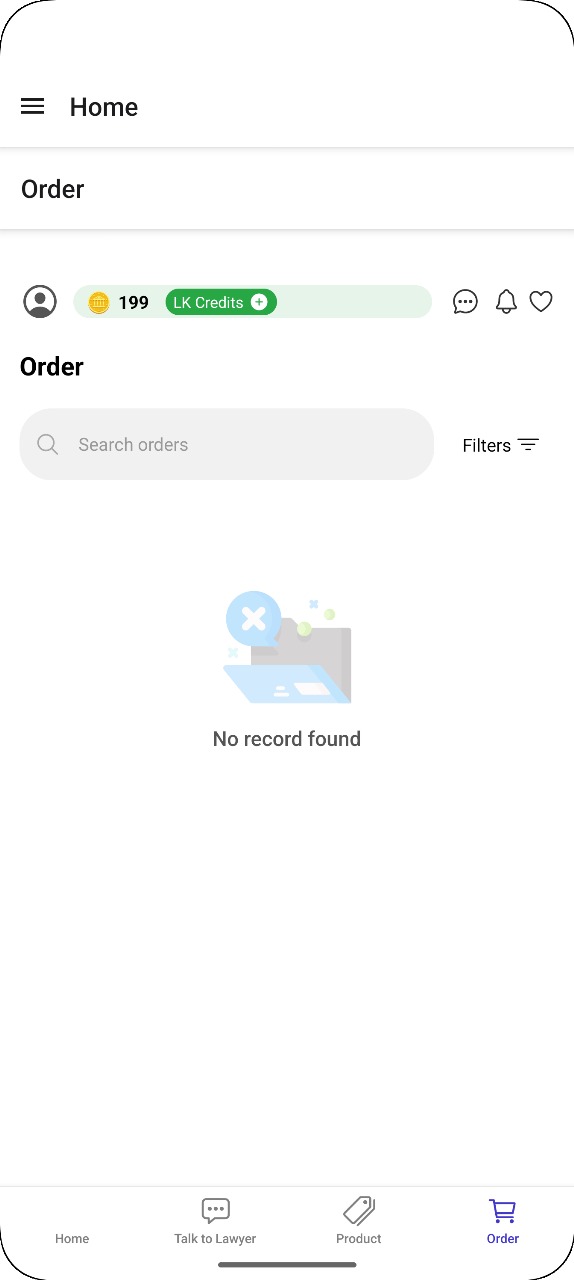 Home
Order
199 LK Credits
Order
Search orders
Filters
No record found
Home
Talk to Lawyer
Product
Order